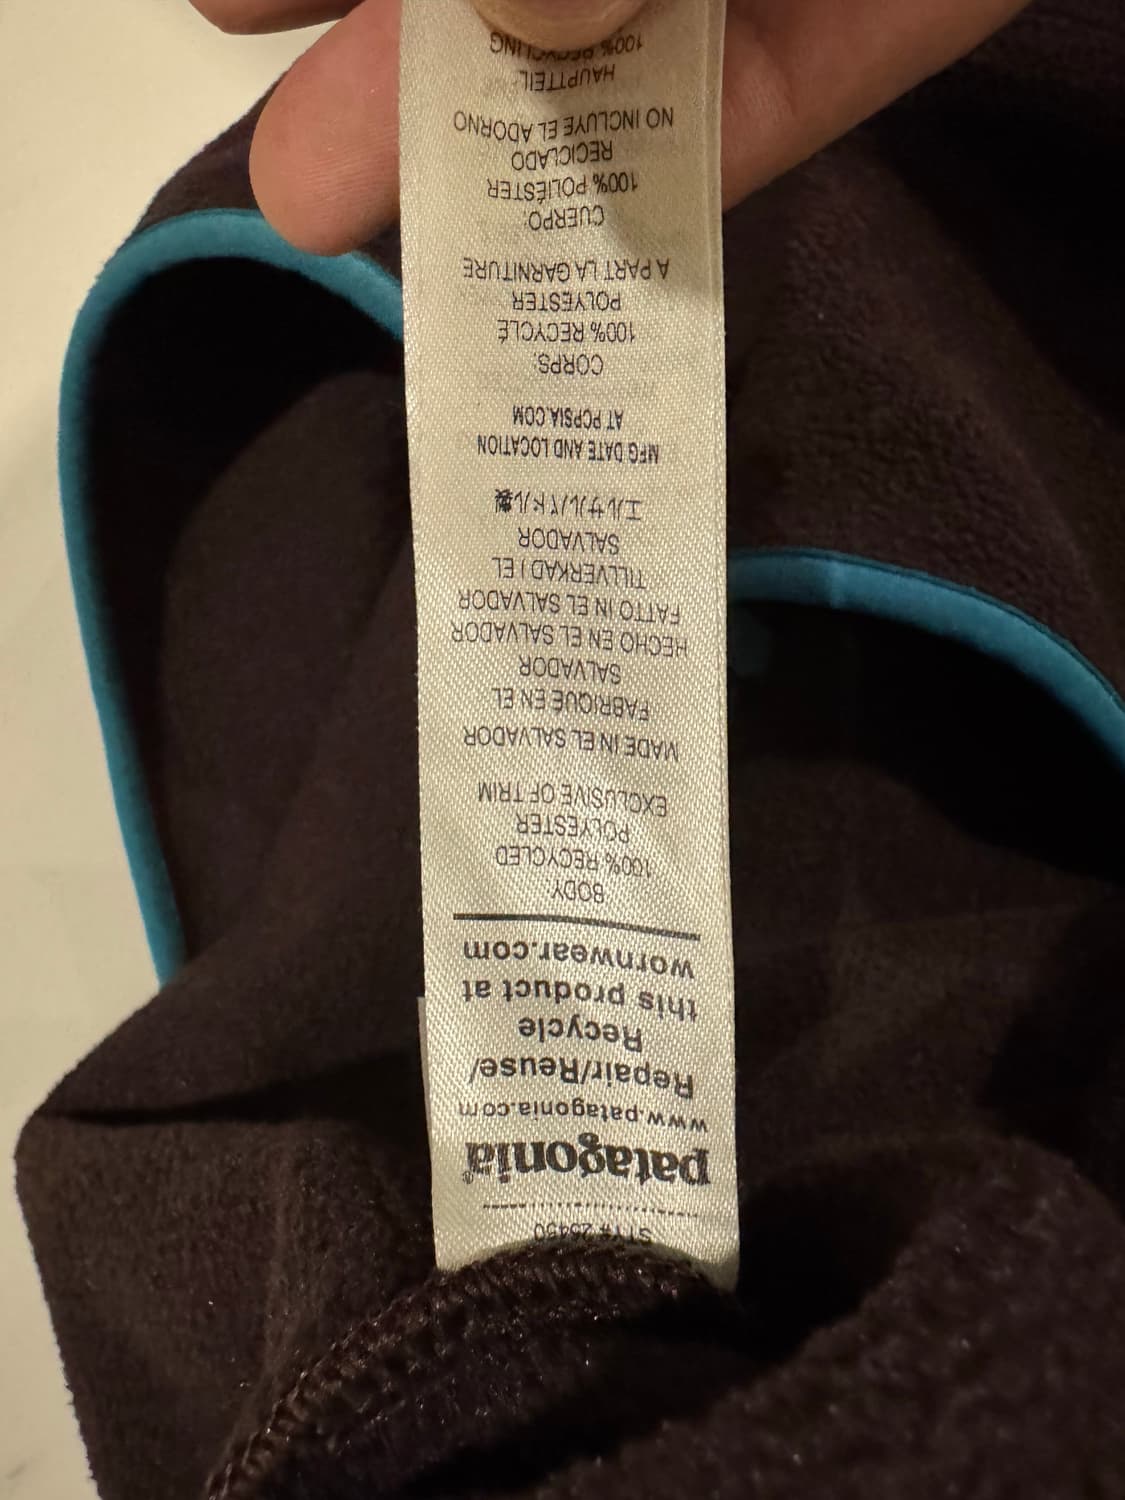 STY# 25450
patagonia®
www.patagonia.com
Repair/Reuse/
Recycle
this product at
wornwear.com
BODY:
100% RECYCLED
POLYESTER
EXCLUSIVE OF TRIM
MADE IN EL SALVADOR
FABRIQUE EN EL
SALVADOR
HECHO EN EL SALVADOR
FATTO IN EL SALVADOR
TILLVERKAD I EL
SALVADOR
エルサルバドル製
MFG DATE AND LOCATION
AT PCPSIA.COM
CORPS:
100% RECYCLÉ
POLYESTER
A PART LA GARNITURE
CUERPO:
100% POLIÉSTER
RECICLADO
NO INCLUYE EL ADORNO
HAUPTTEIL:
100% RECYCLING